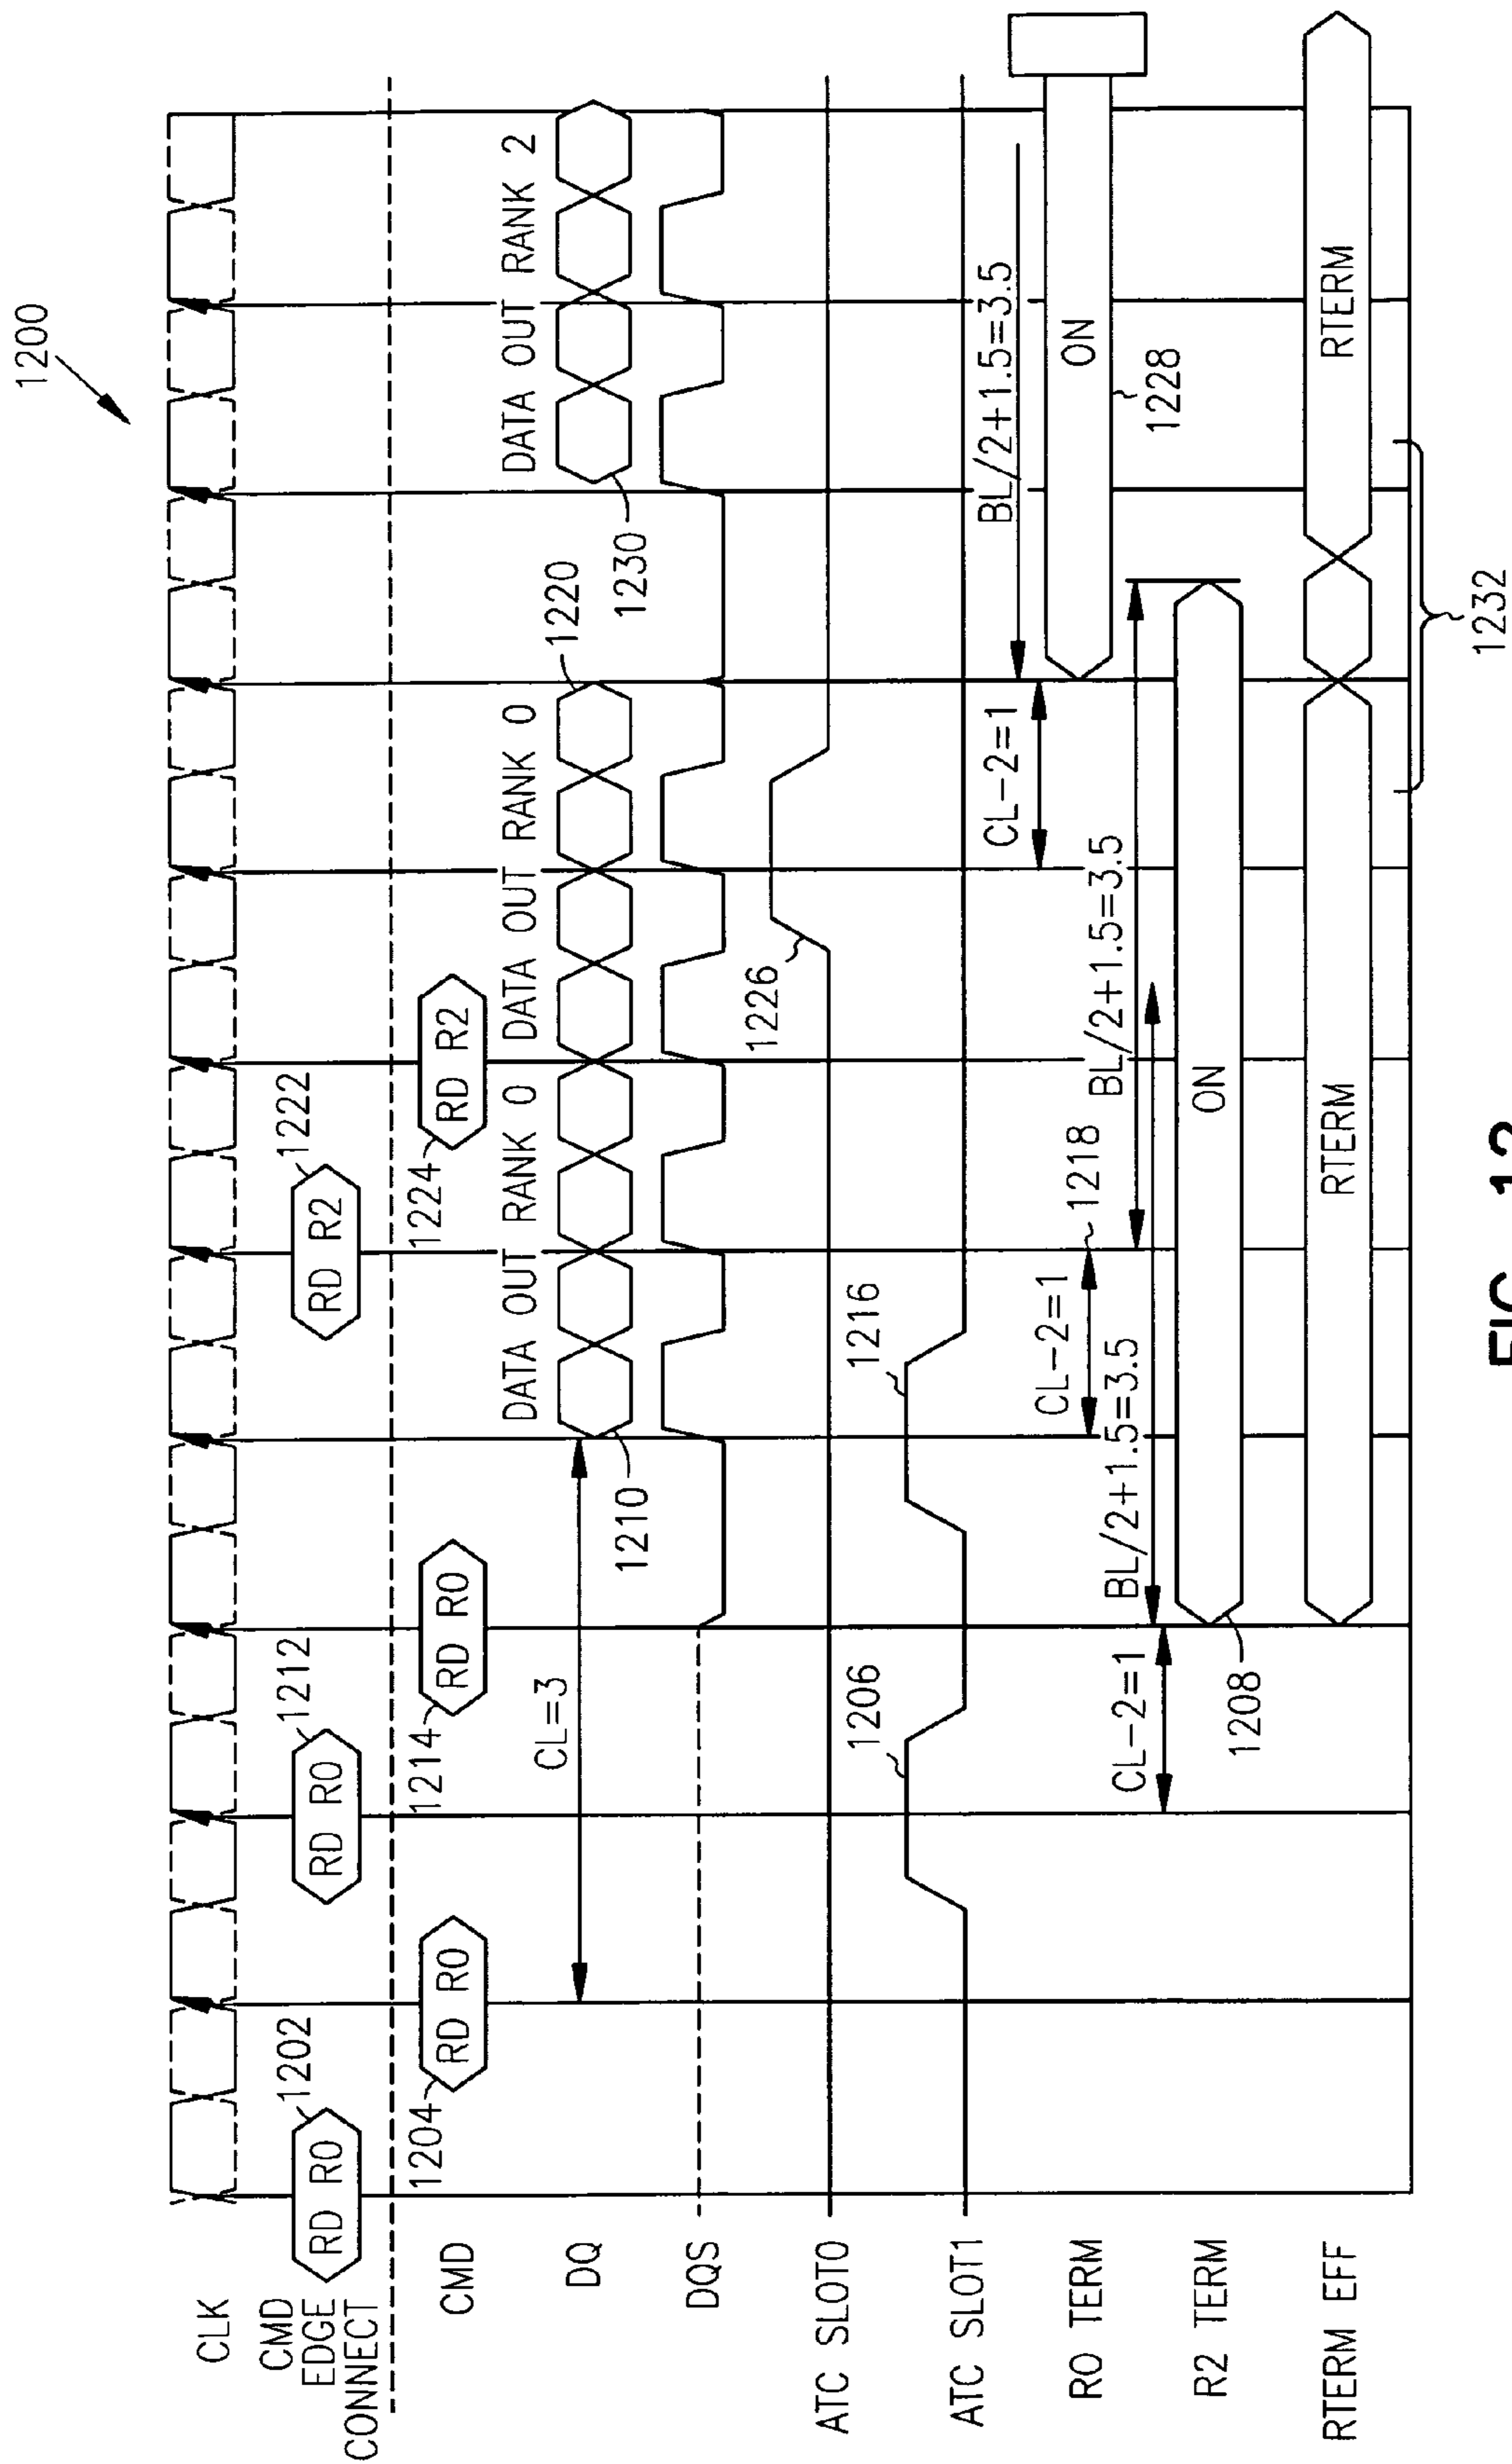 1200
CLK
CMD
EDGE
CONNECT
RD R0
1202
RD R0
1212
RD R2
1222
CMD
1204
RD R0
1214
RD R0
1224
RD R2
DQ
CL=3
1210
DATA OUT RANK 0
DATA OUT RANK 0
1220
DATA OUT RANK 2
1230
DQS
ATC SLOT0
1226
ATC SLOT1
1206
1216
R0 TERM
CL-2=1
1218
CL-2=1
BL/2+1.5=3.5
ON
1228
R2 TERM
CL-2=1
BL/2+1.5=3.5
BL/2+1.5=3.5
1208
ON
RTERM EFF
RTERM
RTERM
1232